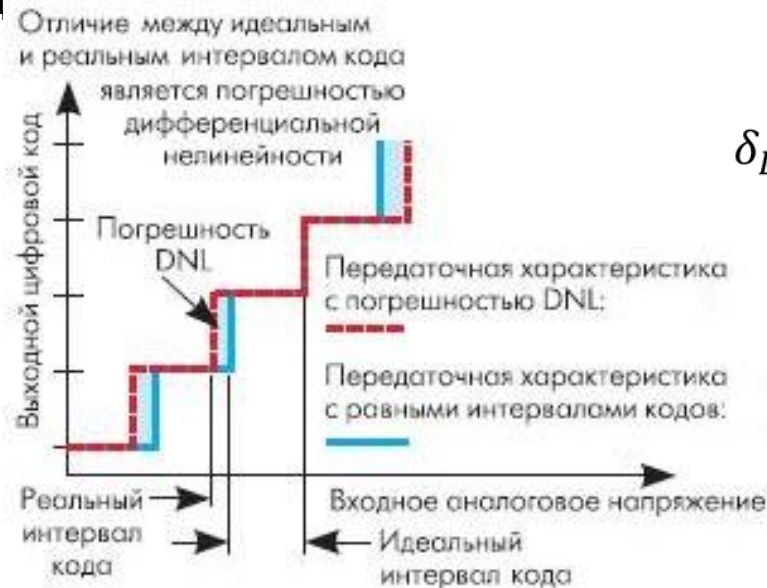 Отличие между идеальным
и реальным интервалом кода
является погрешностью
дифференциальной
нелинейности
Выходной цифровой код
Погрешность
DNL
Передаточная характеристика
с погрешностью DNL:
Передаточная характеристика
с равными интервалами кодов:
Реальный
интервал
кода
Входное аналоговое напряжение
Идеальный
интервал кода